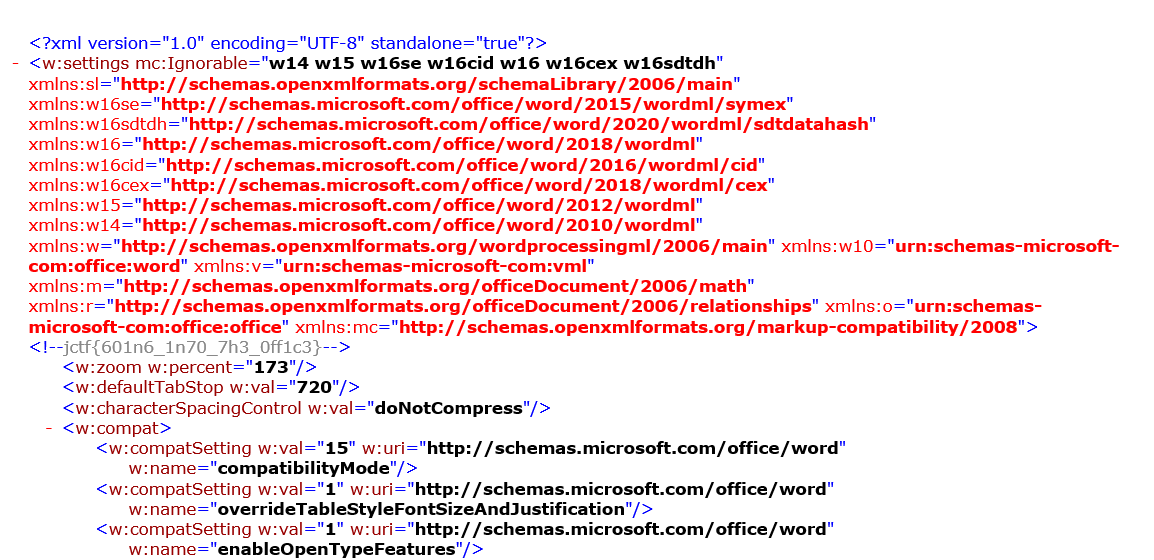 <?xml version="1.0" encoding="UTF-8" standalone="true"?>
- <w:settings mc:Ignorable="w14 w15 w16se w16cid w16 w16cex w16sdtdh"
xmlns:sl="http://schemas.openxmlformats.org/schemaLibrary/2006/main"
xmlns:w16se="http://schemas.microsoft.com/office/word/2015/wordml/symex"
xmlns:w16sdtdh="http://schemas.microsoft.com/office/word/2020/wordml/sdtdatahash"
xmlns:w16="http://schemas.microsoft.com/office/word/2018/wordml"
xmlns:w16cid="http://schemas.microsoft.com/office/word/2016/wordml/cid"
xmlns:w16cex="http://schemas.microsoft.com/office/word/2018/wordml/cex"
xmlns:w15="http://schemas.microsoft.com/office/word/2012/wordml"
xmlns:w14="http://schemas.microsoft.com/office/word/2010/wordml"
xmlns:w="http://schemas.openxmlformats.org/wordprocessingml/2006/main" xmlns:w10="urn:schemas-microsoft-
com:office:word" xmlns:v="urn:schemas-microsoft-com:vml"
xmlns:m="http://schemas.openxmlformats.org/officeDocument/2006/math"
xmlns:r="http://schemas.openxmlformats.org/officeDocument/2006/relationships" xmlns:o="urn:schemas-
microsoft-com:office:office" xmlns:mc="http://schemas.openxmlformats.org/markup-compatibility/2008">
<!--jctf{601n6_1n70_7h3_0ff1c3}-->
<w:zoom w:percent="173"/>
<w:defaultTabStop w:val="720"/>
<w:characterSpacingControl w:val="doNotCompress"/>
- <w:compat>
<w:compatSetting w:val="15" w:uri="http://schemas.microsoft.com/office/word"
w:name="compatibilityMode"/>
<w:compatSetting w:val="1" w:uri="http://schemas.microsoft.com/office/word"
w:name="overrideTableStyleFontSizeAndJustification"/>
<w:compatSetting w:val="1" w:uri="http://schemas.microsoft.com/office/word"
w:name="enableOpenTypeFeatures"/>